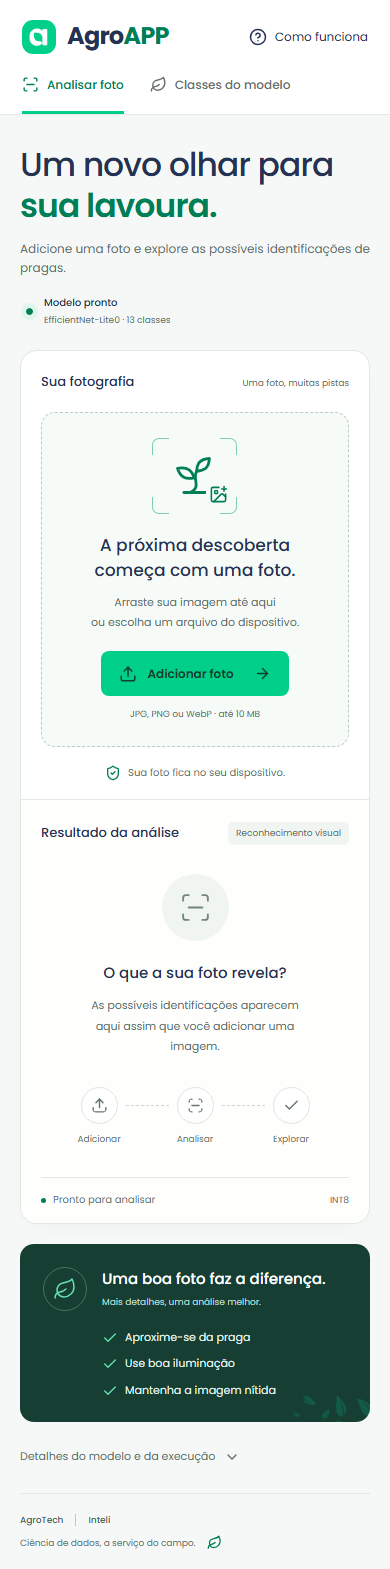 AgroAPP
Como funciona
Analisar foto
Classes do modelo
Um novo olhar para
sua lavoura.
Adicione uma foto e explore as possíveis identificações de
pragas.
Modelo pronto
EfficientNet-Lite0 · 13 classes
Sua fotografia
Uma foto, muitas pistas
A próxima descoberta
começa com uma foto.
Arraste sua imagem até aqui
ou escolha um arquivo do dispositivo.
Adicionar foto
JPG, PNG ou WebP · até 10 MB
Sua foto fica no seu dispositivo.
Resultado da análise
Reconhecimento visual
O que a sua foto revela?
As possíveis identificações aparecem
aqui assim que você adicionar uma
imagem.
Adicionar
Analisar
Explorar
Pronto para analisar
INT8
Uma boa foto faz a diferença.
Mais detalhes, uma análise melhor.
Aproxime-se da praga
Use boa iluminação
Mantenha a imagem nítida
Detalhes do modelo e da execução
AgroTech
Inteli
Ciência de dados, a serviço do campo.